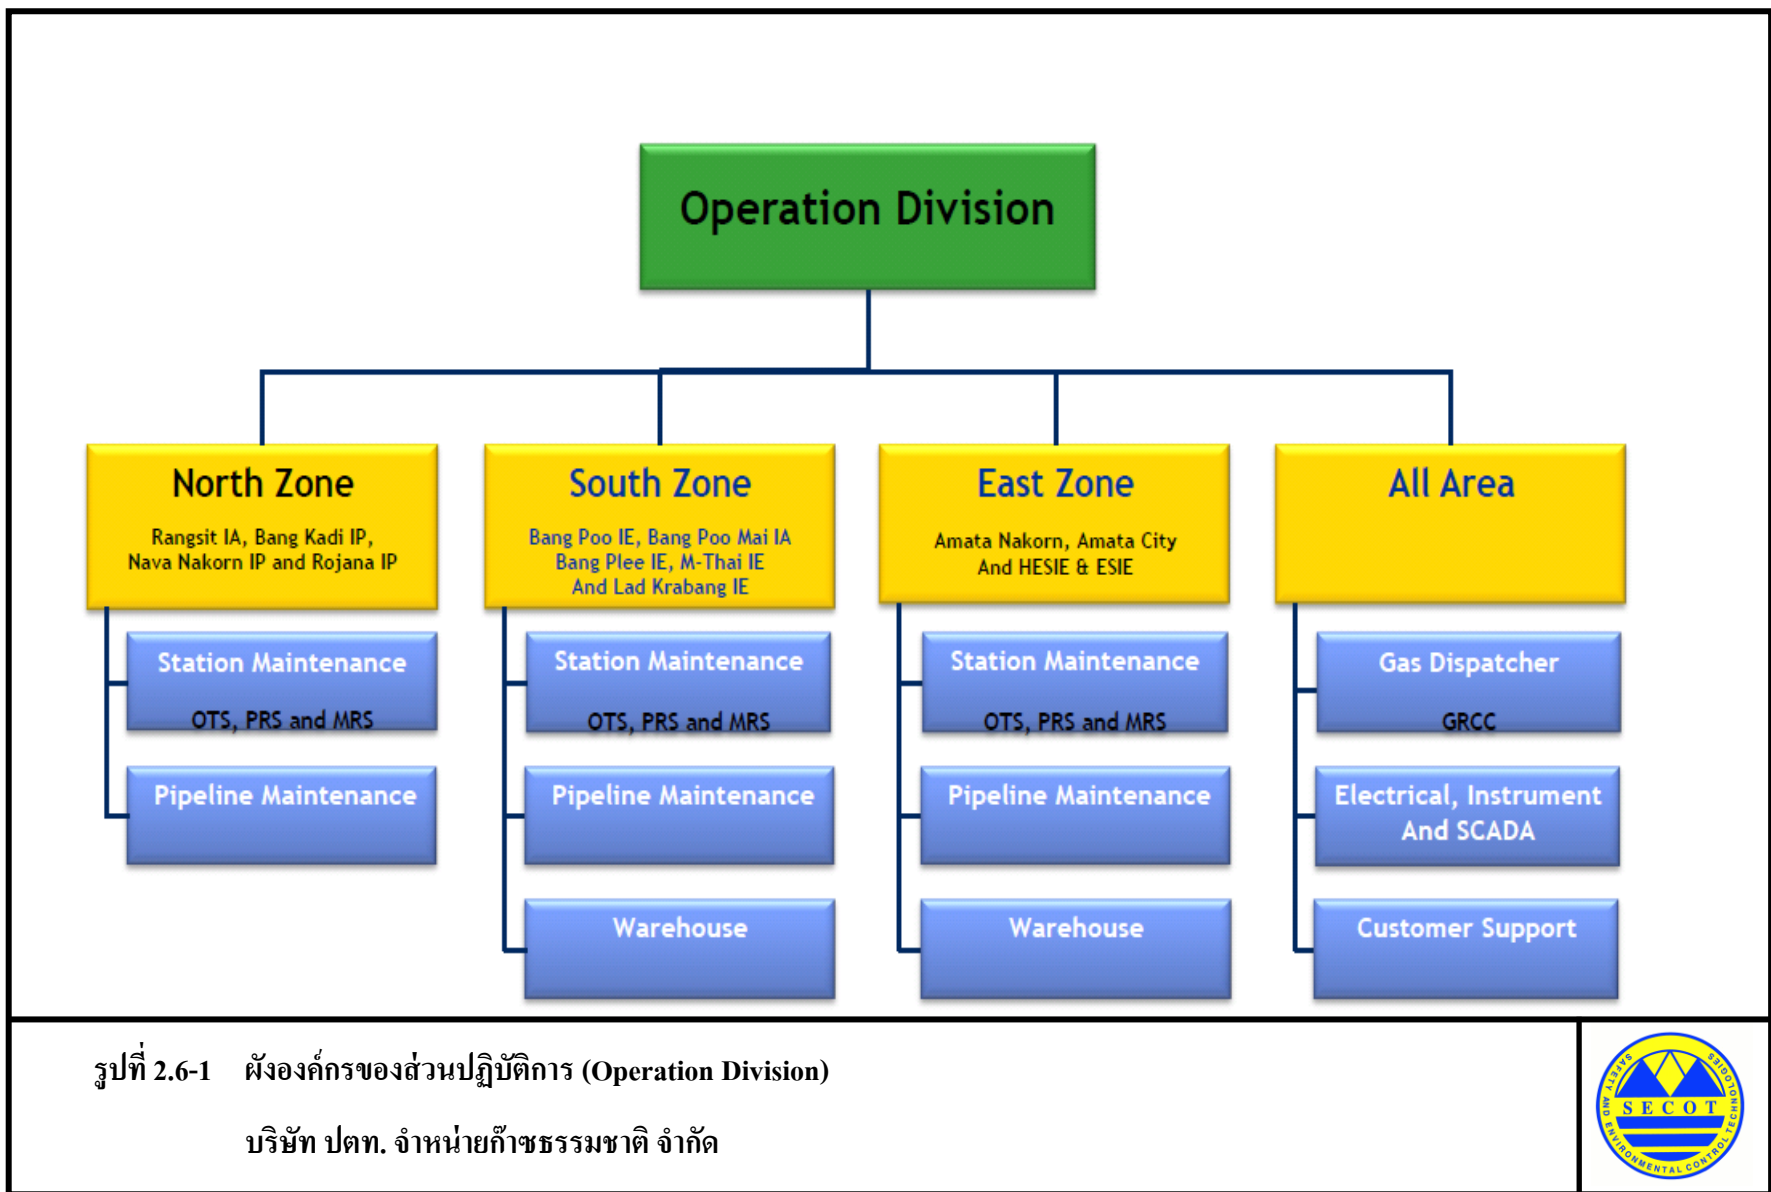 Operation Division
North Zone
Rangsit IA, Bang Kadi IP,
Nava Nakorn IP and Rojana IP
Station Maintenance
OTS, PRS and MRS
Pipeline Maintenance
South Zone
Bang Poo IE, Bang Poo Mai IA
Bang Plee IE, M-Thai IE
And Lad Krabang IE
Station Maintenance
OTS, PRS and MRS
Pipeline Maintenance
Warehouse
East Zone
Amata Nakorn, Amata City
And HESIE & ESIE
Station Maintenance
OTS, PRS and MRS
Pipeline Maintenance
Warehouse
All Area
Gas Dispatcher
GRCC
Electrical, Instrument
And SCADA
Customer Support
รูปที่ 2.6-1 ผังองค์กรของส่วนปฏิบัติการ (Operation Division)
บริษัท ปตท. จำหน่ายก๊าซธรรมชาติ จำกัด
SAFETY AND ENVIRONMENTAL CONTROL TECHNOLOGIES
SECOT